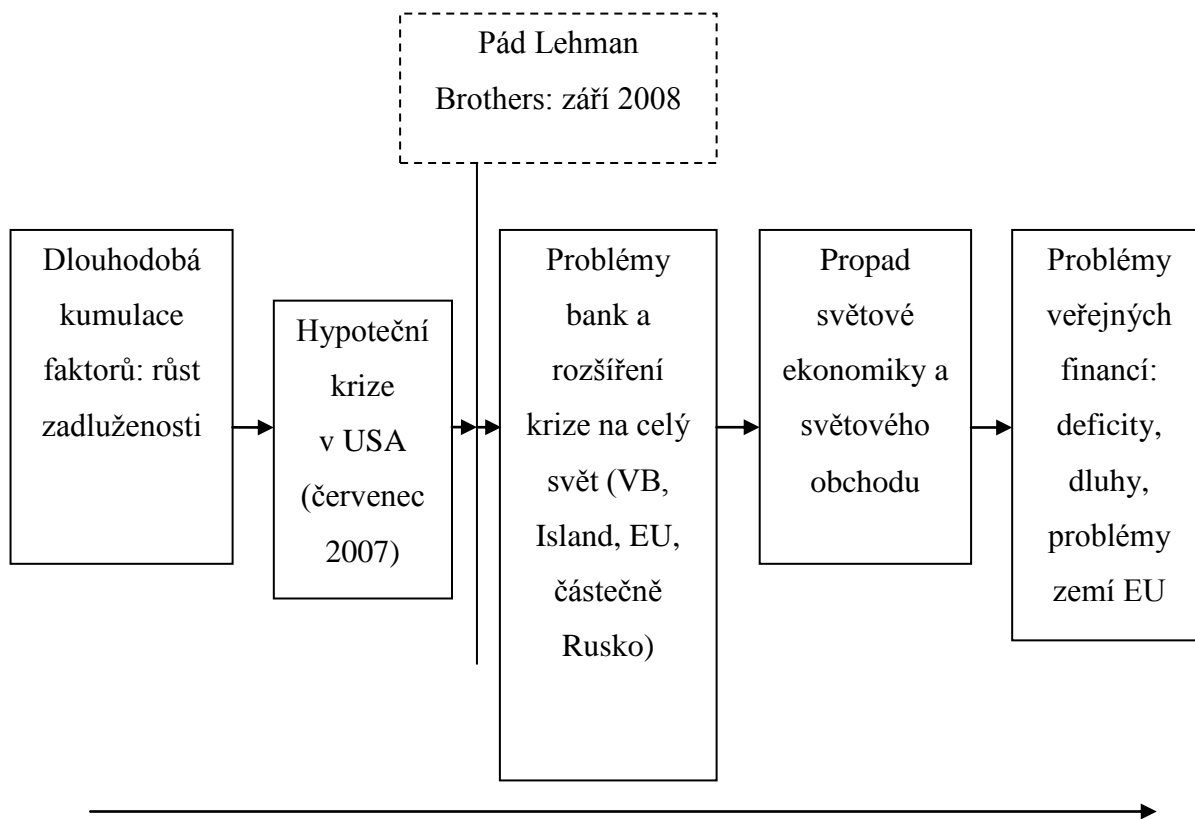 Pád Lehman
Brothers: září 2008
Dlouhodobá
kumulace
faktorů: růst
zadluženosti
Hypoteční
krize
v USA
(červenec
2007)
Problémy
bank a
rozšíření
krize na celý
svět (VB,
Island, EU,
částečně
Rusko)
Propad
světové
ekonomiky a
světového
obchodu
Problémy
veřejných
financí:
deficity,
dluhy,
problémy
zemí EU